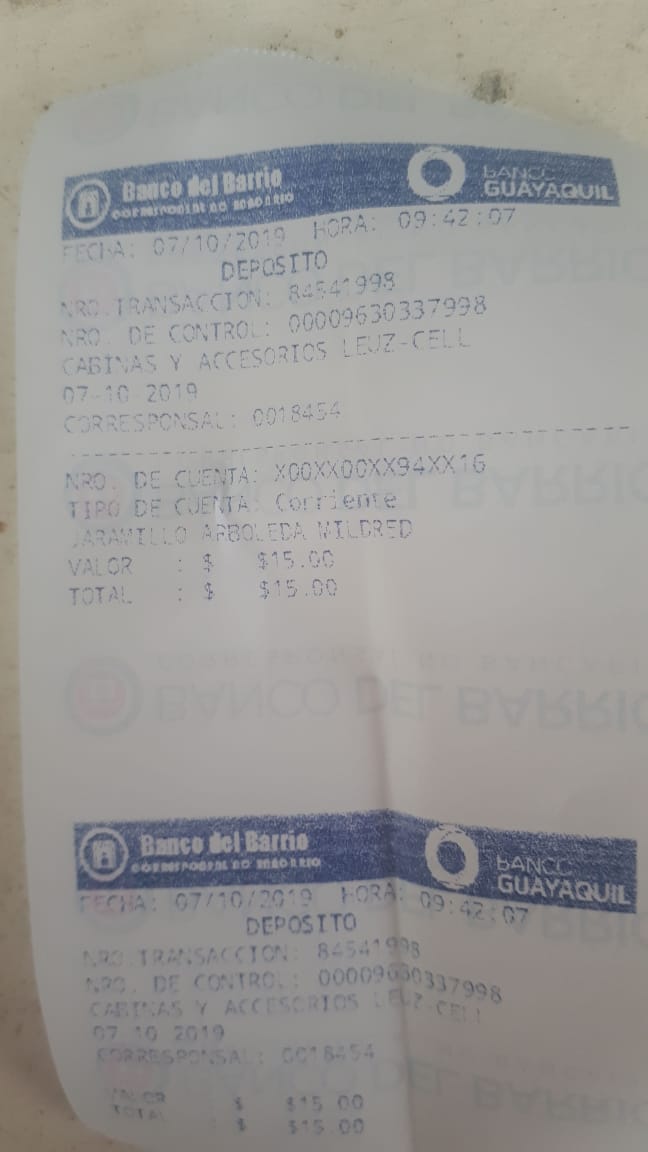 Banco del Barrio
CORRESPONSAL NO BANCARIO
BANCO
GUAYAQUIL
FECHA: 07/10/2019 HORA: 09:42:07
DEPOSITO
NRO.TRANSACCION: 84541998
NRO. DE CONTROL: 00009630337998
CABINAS Y ACCESORIOS LEUZ-CELL
07-10-2019
CORRESPONSAL: 0018454
NRO. DE CUENTA: X00XX00XX94XX16
TIPO DE CUENTA: Corriente
JARAMILLO ARBOLEDA MILDRED
VALOR : $ $15.00
TOTAL : $ $15.00
BANCO DEL BARRIO
Banco del Barrio
CORRESPONSAL NO BANCARIO
BANCO
GUAYAQUIL
FECHA: 07/10/2019 HORA: 09:42:07
DEPOSITO
NRO.TRANSACCION: 84541998
NRO. DE CONTROL: 00009630337998
CABINAS Y ACCESORIOS LEUZ-CELL
07 10 2019
CORRESPONSAL: 0018454
VALOR : $ $15.00
TOTAL : $ $15.00